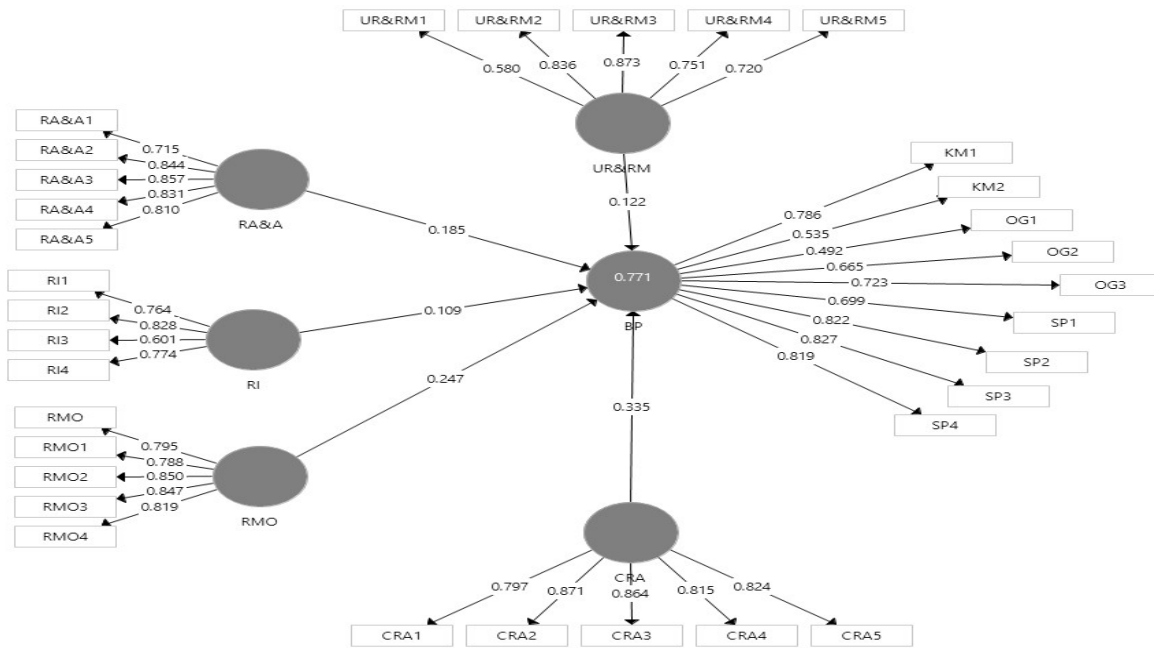 UR&RM1 UR&RM2 UR&RM3 UR&RM4 UR&RM5
0.580 0.836 0.873 0.751 0.720
UR&RM
0.122
RA&A1
RA&A2
RA&A3
RA&A4
RA&A5
0.715
0.844
0.857
0.831
0.810
RA&A
0.185
RI1
RI2
RI3
RI4
0.764
0.828
0.601
0.774
RI
0.109
RMO
RMO1
RMO2
RMO3
RMO4
0.795
0.788
0.850
0.847
0.819
RMO
0.247
0.771
BP
KM1
KM2
OG1
OG2
OG3
SP1
SP2
SP3
SP4
0.786
0.535
0.492
0.665
0.723
0.699
0.822
0.827
0.819
0.335
CRA
0.797 0.871 0.864 0.815 0.824
CRA1 CRA2 CRA3 CRA4 CRA5